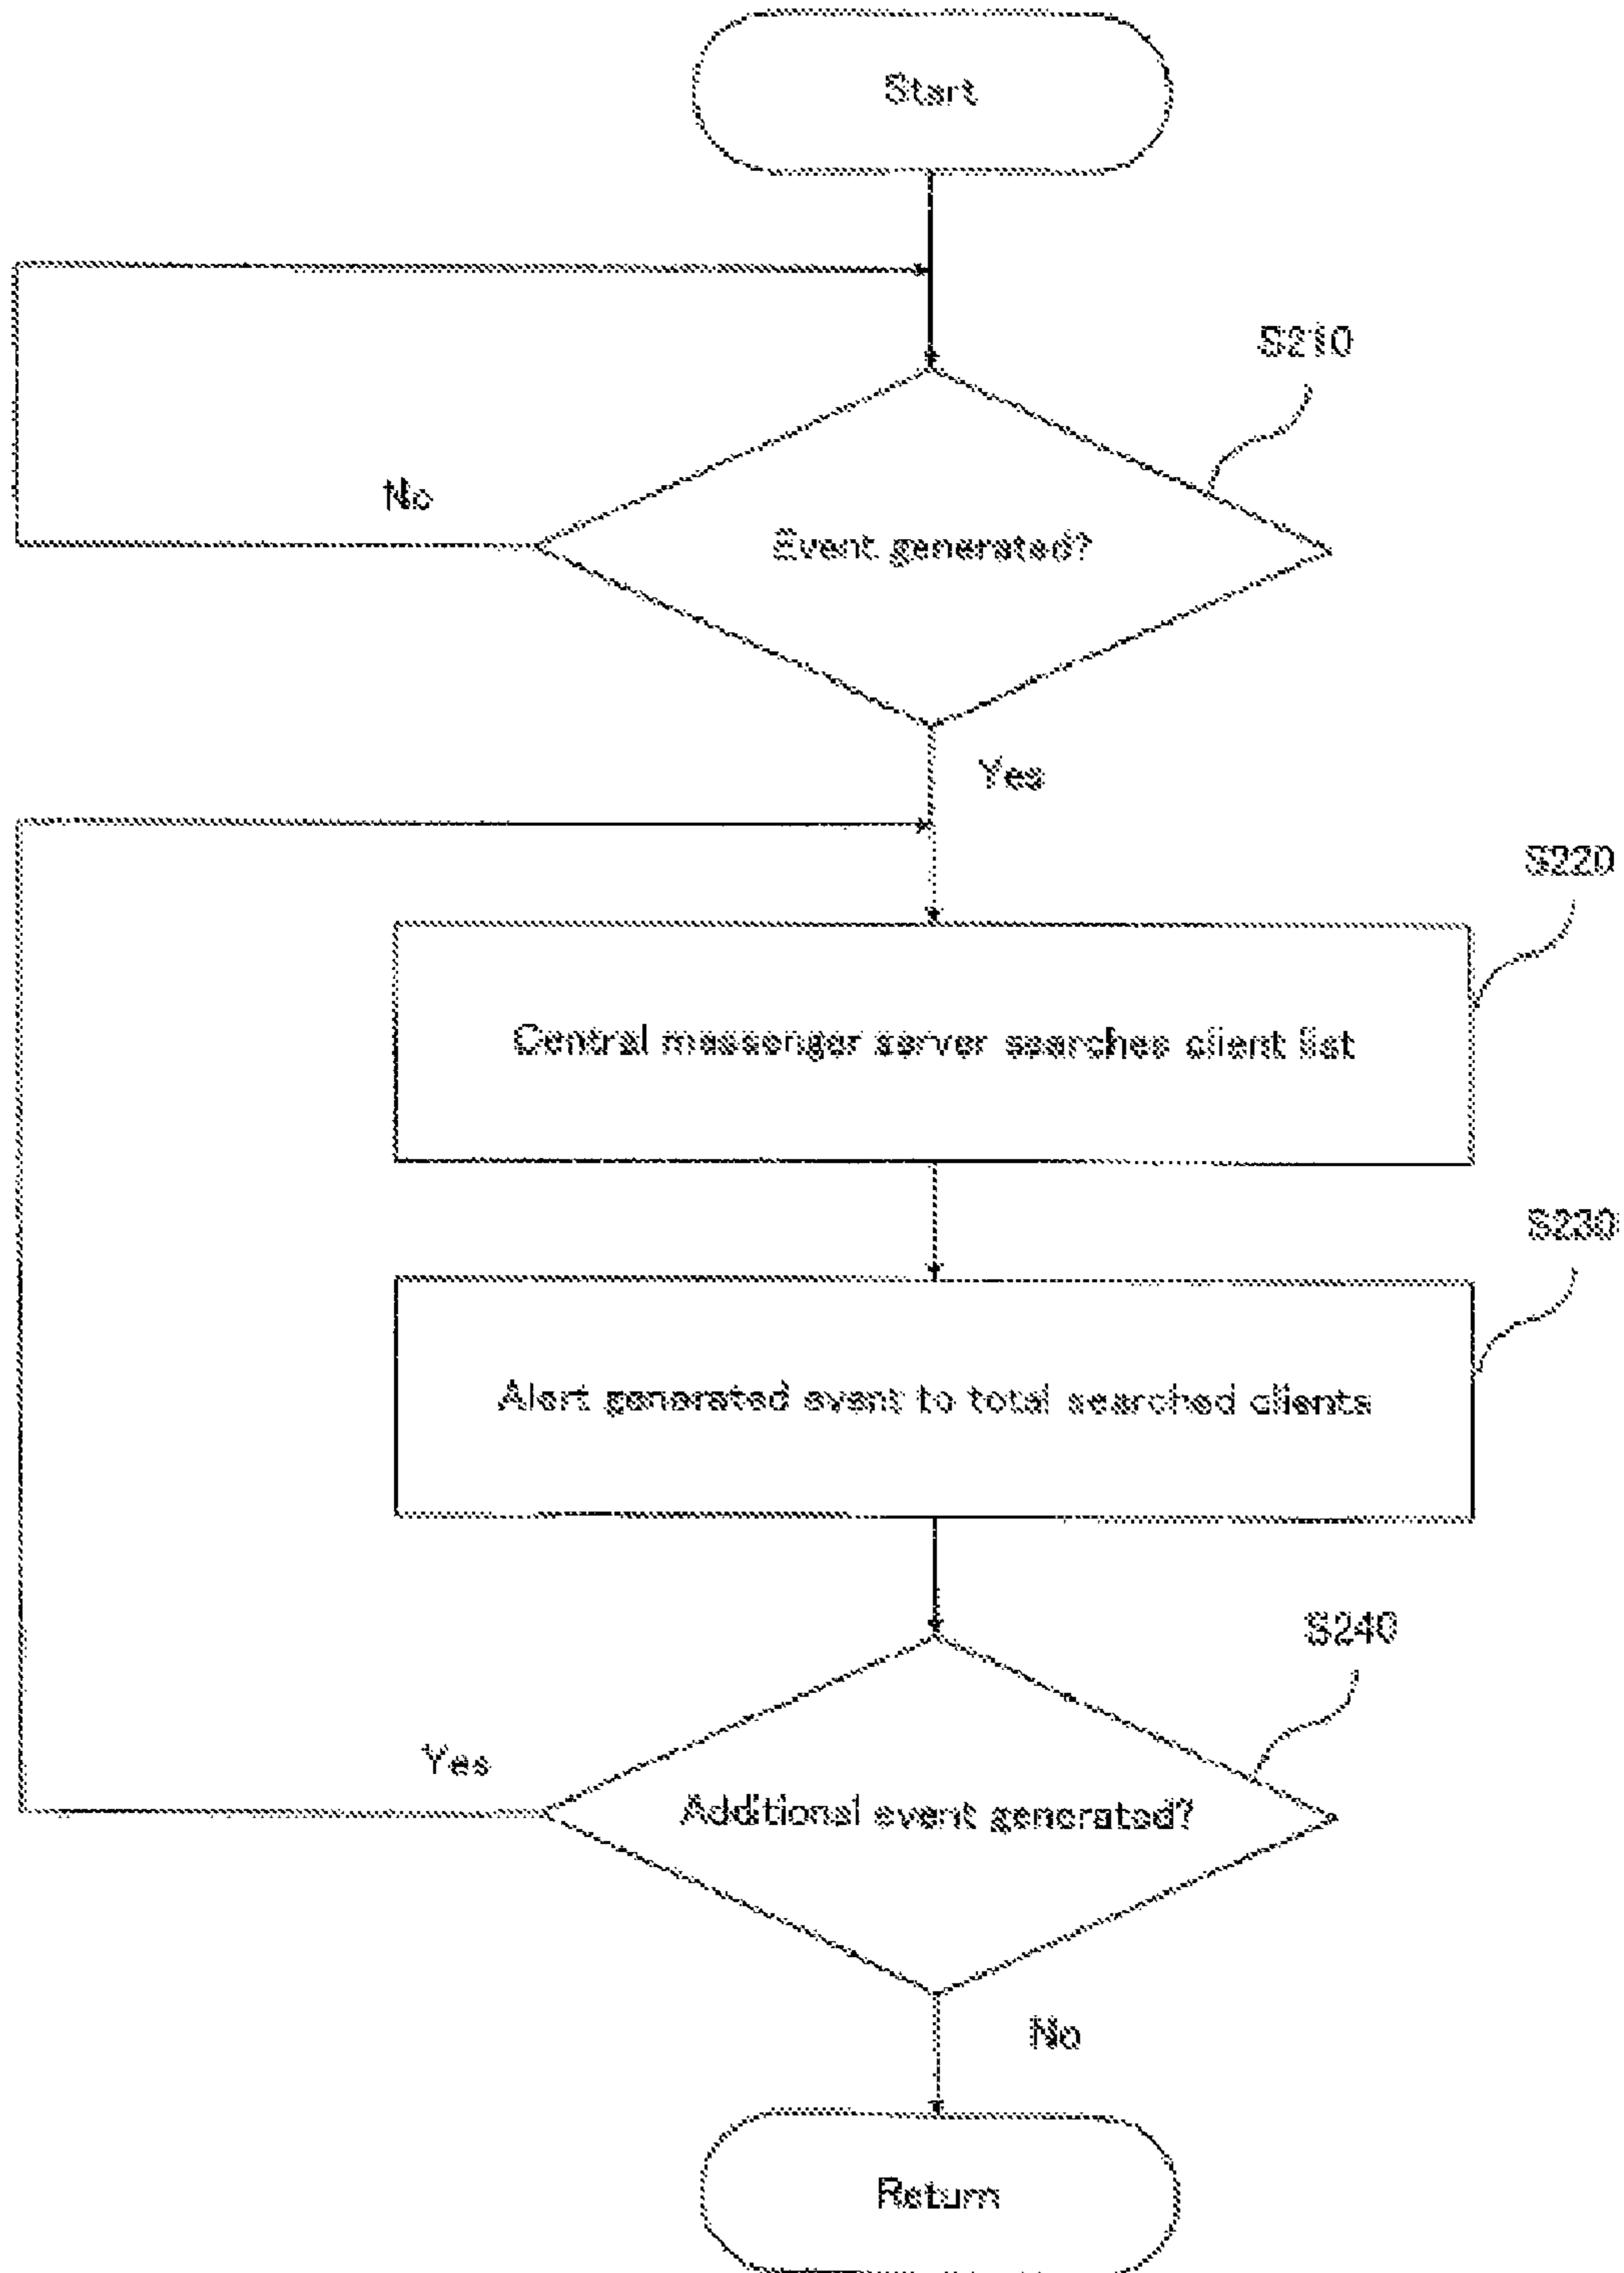 Start
S210
No
Event generated?
Yes
S220
Central messenger server searches client list
S230
Alert generated event to total searched clients
S240
Yes
Additional event generated?
No
Return